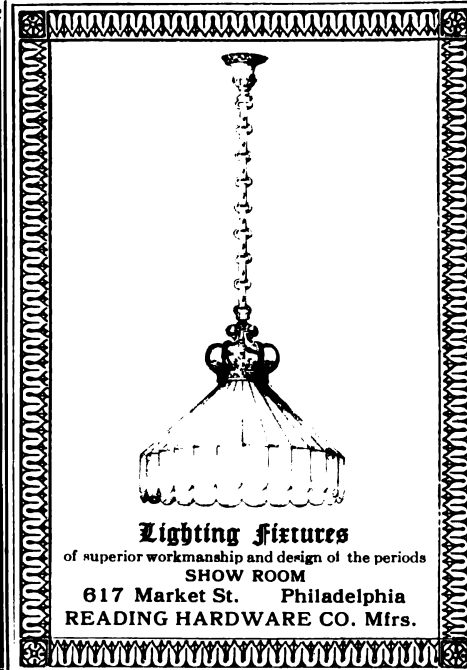 Lighting Fixtures
of superior workmanship and design of the periods
SHOW ROOM
617 Market St. Philadelphia
READING HARDWARE CO. Mfrs.